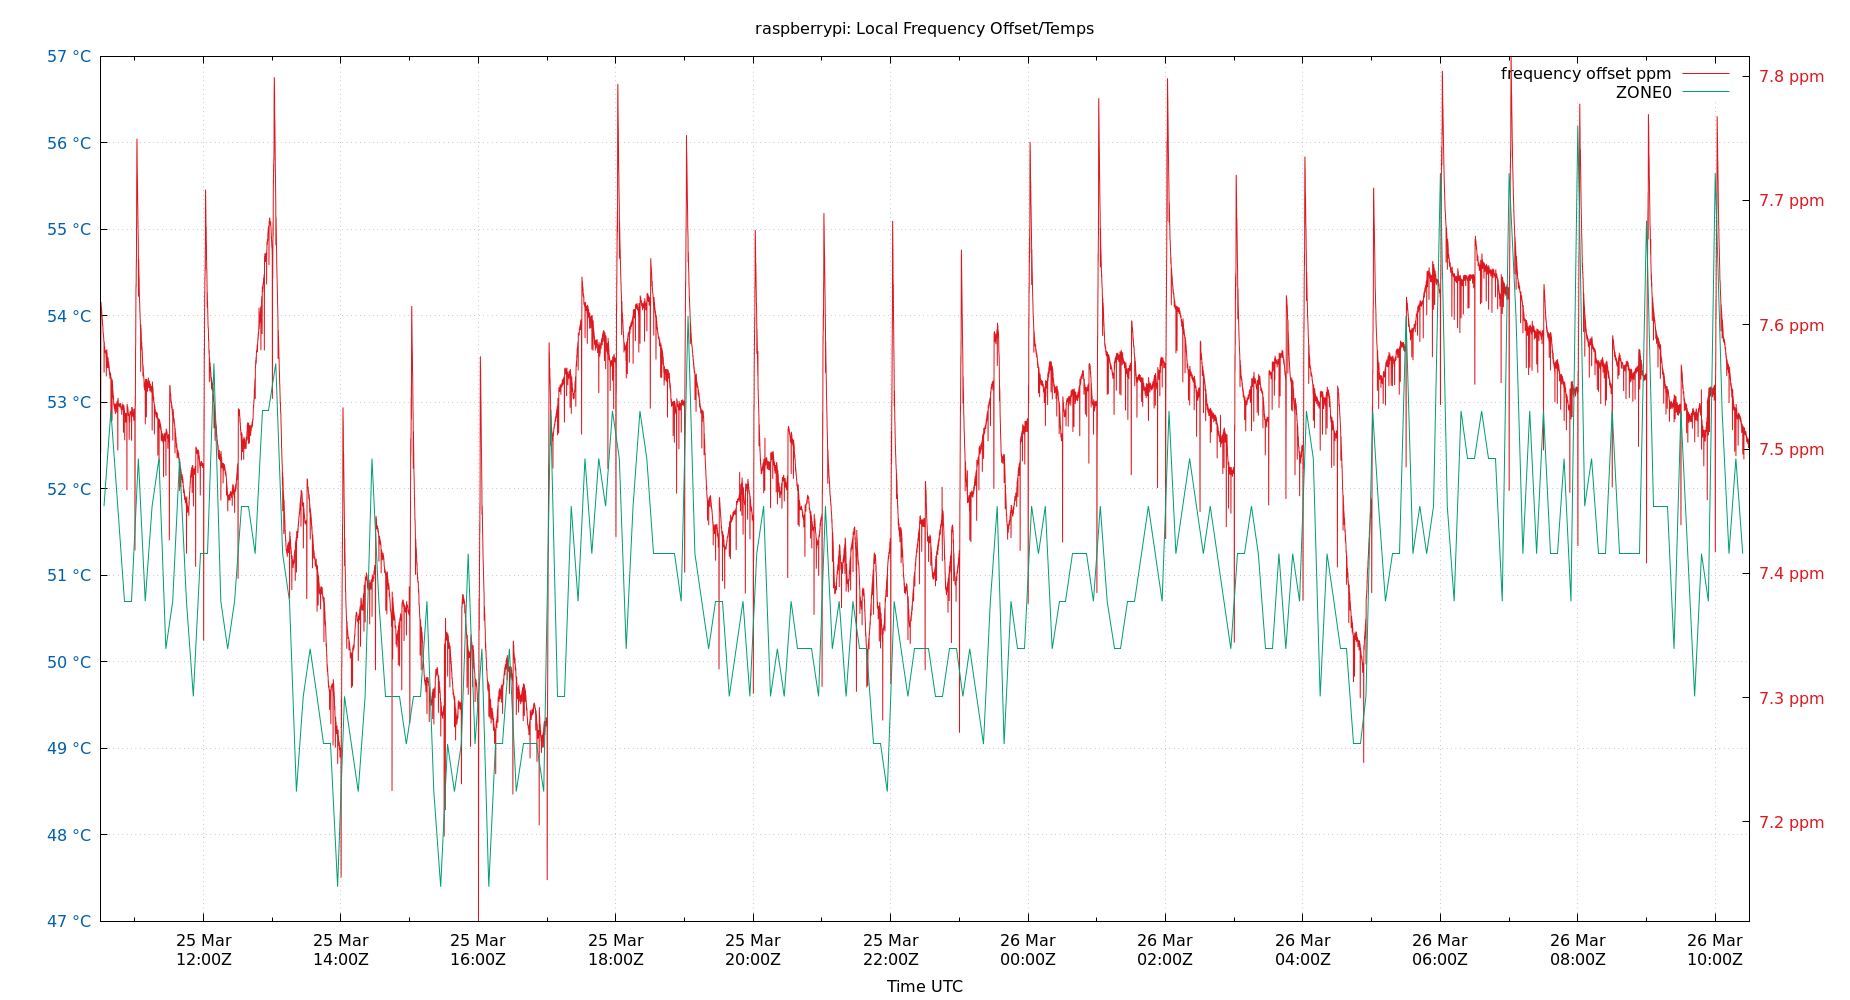 raspberrypi: Local Frequency Offset/Temps
57 °C
56 °C
55 °C
54 °C
53 °C
52 °C
51 °C
50 °C
49 °C
48 °C
47 °C
frequency offset ppm
ZONE0
7.8 ppm
7.7 ppm
7.6 ppm
7.5 ppm
7.4 ppm
7.3 ppm
7.2 ppm
25 Mar 25 Mar 25 Mar 25 Mar 25 Mar 25 Mar 26 Mar 26 Mar 26 Mar 26 Mar 26 Mar 26 Mar
12:00Z 14:00Z 16:00Z 18:00Z 20:00Z 22:00Z 00:00Z 02:00Z 04:00Z 06:00Z 08:00Z 10:00Z
Time UTC